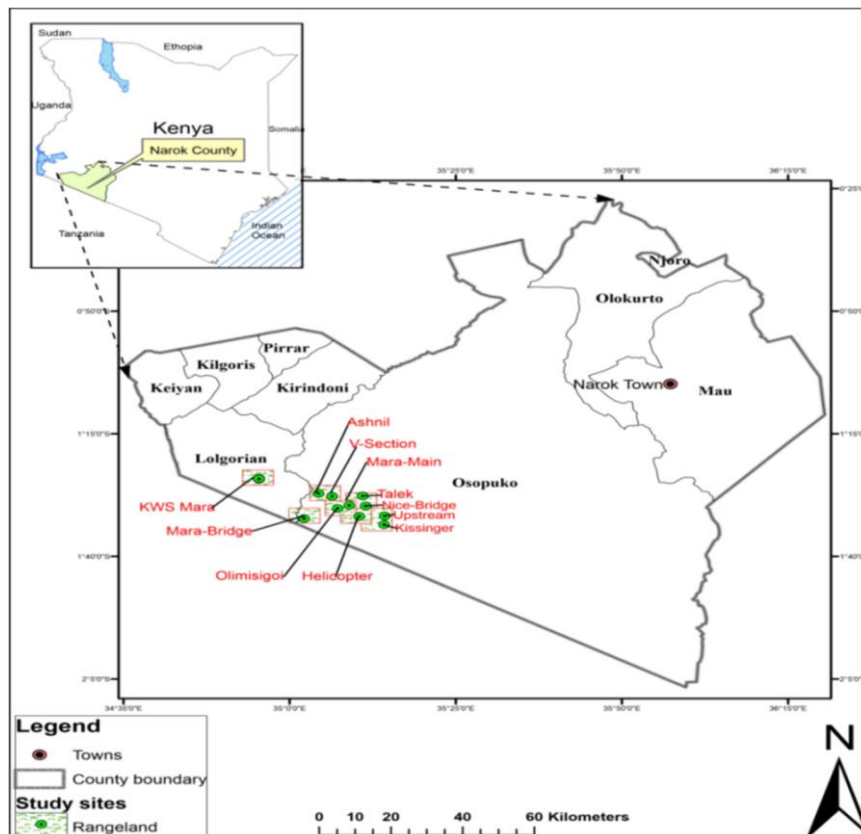 Sudan
Ethiopia
Uganda
Kenya
Somalia
Narok County
Tanzania
Indian
Ocean
35°25'0"E
35°50'0"E
36°15'0"E
0°50'0"S
0°50'0"S
1°15'0"S
1°15'0"S
1°40'0"S
1°40'0"S
2°5'0"S
2°5'0"S
34°35'0"E
35°0'0"E
35°25'0"E
35°50'0"E
36°15'0"E
Njoro
Olokurto
Pirrar
Kilgoris
Keiyan
Kirindoni
Narok Town
Mau
Ashnil
V-Section
Lolgorian
Mara-Main
Osopuko
Talek
KWS Mara
Nice-Bridge
Upstream
Mara-Bridge
Kissinger
Olimisigoi
Helicopter
Legend
Towns
County boundary
Study sites
Rangeland
0 5 10 20 30 40 60 Kilometers
N